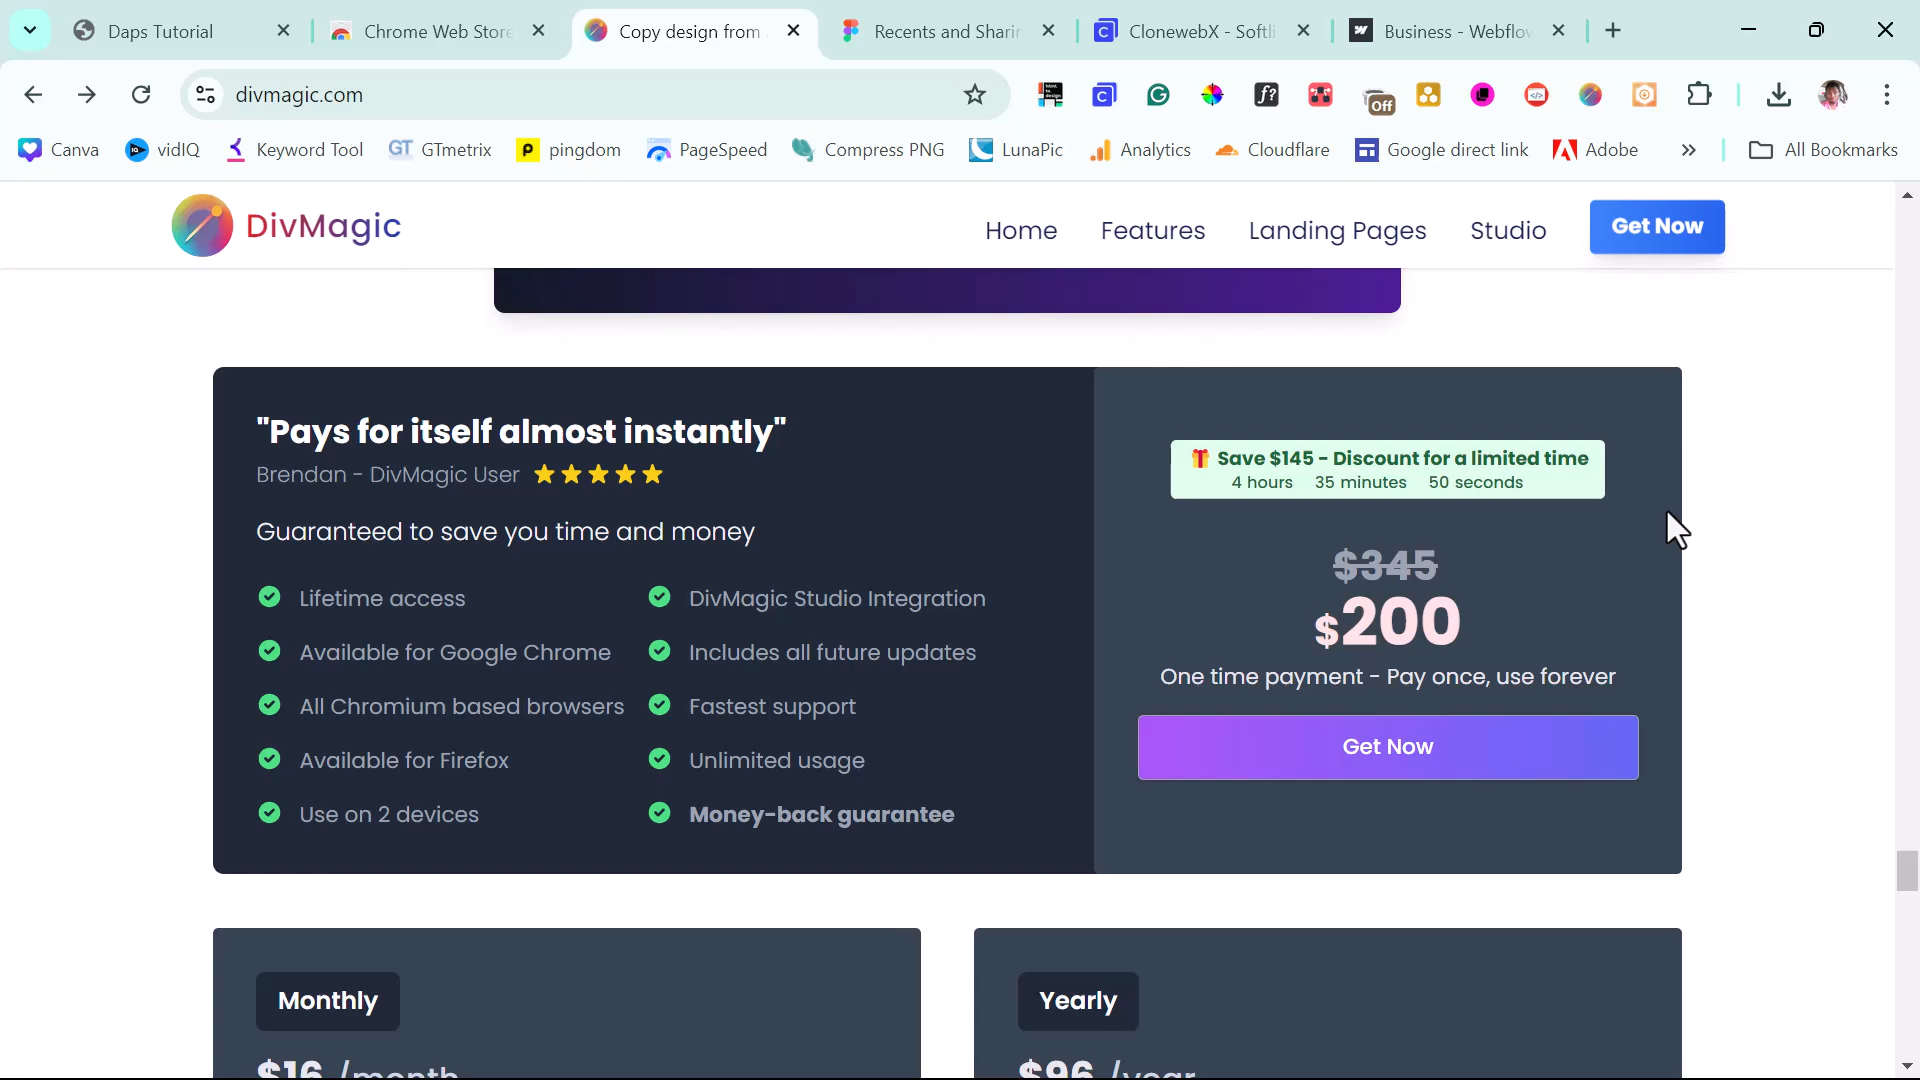 Daps Tutorial
Chrome Web Store
Copy design from
Recents and Sharin
ClonewebX - Softli
Business - Webflow
divmagic.com
Off
Canva
vidIQ
Keyword Tool
GT GTmetrix
pingdom
PageSpeed
Compress PNG
LunaPic
Analytics
Cloudflare
Google direct link
Adobe
All Bookmarks
DivMagic
Home
Features
Landing Pages
Studio
Get Now
"Pays for itself almost instantly"
Brendan - DivMagic User
Guaranteed to save you time and money
Lifetime access
Available for Google Chrome
All Chromium based browsers
Available for Firefox
Use on 2 devices
DivMagic Studio Integration
Includes all future updates
Fastest support
Unlimited usage
Money-back guarantee
Save $145 - Discount for a limited time
4 hours 35 minutes 50 seconds
$345
$200
One time payment - Pay once, use forever
Get Now
Monthly
$16 /month
Yearly
$96 /year